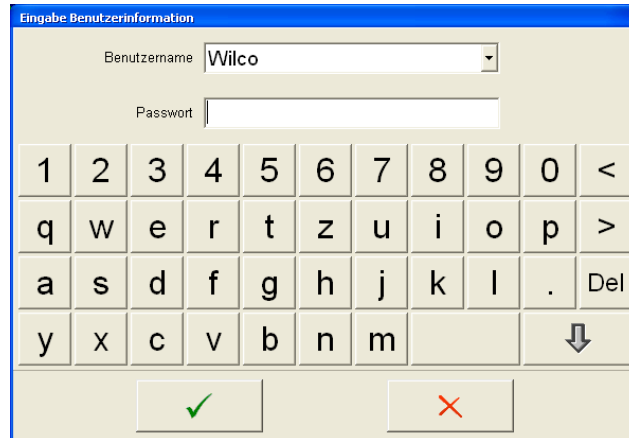 Eingabe Benutzerinformation
Benutzername Wilco
Passwort
1 2 3 4 5 6 7 8 9 0 <
q w e r t z u i o p >
a s d f g h j k l . Del
y x c v b n m